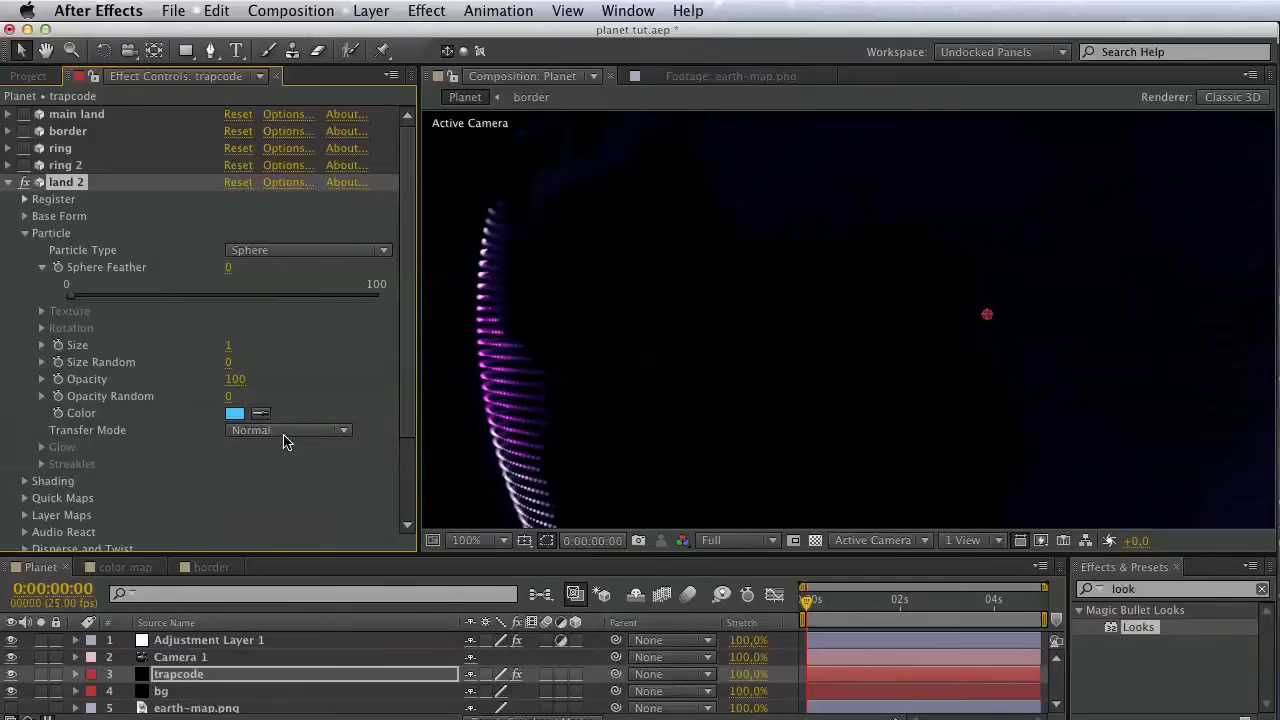 After Effects File Edit Composition Layer Effect Animation View Window Help
planet tut.aep *
Workspace: Undocked Panels Search Help
Project Effect Controls: trapcode Composition: Planet Footage: earth-map.png
Planet • trapcode
Planet border Renderer: Classic 3D
main land Reset Options... About...
border Reset Options... About...
ring Reset Options... About...
ring 2 Reset Options... About...
land 2 Reset Options... About...
Register
Base Form
Particle
Particle Type Sphere
Sphere Feather 0
0 100
Texture
Rotation
Size 1
Size Random 0
Opacity 100
Opacity Random 0
Color
Transfer Mode Normal
Glow
Streaklet
Shading
Quick Maps
Layer Maps
Audio React
Disperse and Twist
Active Camera
100% 0:00:00:00 Full Active Camera 1 View +0,0
Planet color map border
0:00:00:00
00000 (25.00 fps)
0s 02s 04s
# Source Name Parent Stretch
1 Adjustment Layer 1 fx None 100,0%
2 Camera 1 None 100,0%
3 trapcode fx None 100,0%
4 bg None 100,0%
5 earth-map.png None 100,0%
Effects & Presets
look
Magic Bullet Looks
Looks